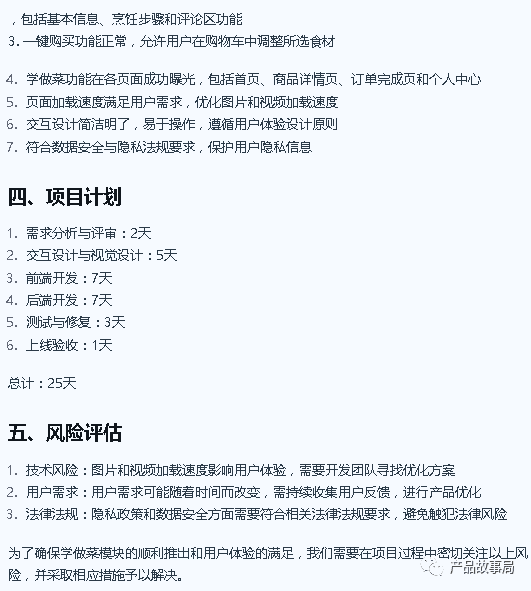 ，包括基本信息、烹饪步骤和评论区功能
3. 一键购买功能正常，允许用户在购物车中调整所选食材
4. 学做菜功能在各页面成功曝光，包括首页、商品详情页、订单完成页和个人中心
5. 页面加载速度满足用户需求，优化图片和视频加载速度
6. 交互设计简洁明了，易于操作，遵循用户体验设计原则
7. 符合数据安全与隐私法规要求，保护用户隐私信息
四、项目计划
1. 需求分析与评审：2天
2. 交互设计与视觉设计：5天
3. 前端开发：7天
4. 后端开发：7天
5. 测试与修复：3天
6. 上线验收：1天
总计：25天
五、风险评估
1. 技术风险：图片和视频加载速度影响用户体验，需要开发团队寻找优化方案
2. 用户需求：用户需求可能随着时间而改变，需持续收集用户反馈，进行产品优化
3. 法律法规：隐私政策和数据安全方面需要符合相关法律法规要求，避免触犯法律风险
为了确保学做菜模块的顺利推出和用户体验的满足，我们需要在项目过程中密切关注以上风
险，并采取相应措施予以解决。
产品故事局